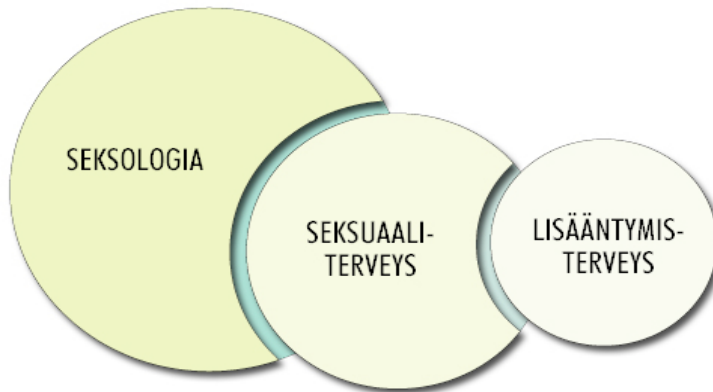 SEKSOLOGIA
SEKSUAALI-
TERVEYS
LISÄÄNTYMIS-
TERVEYS